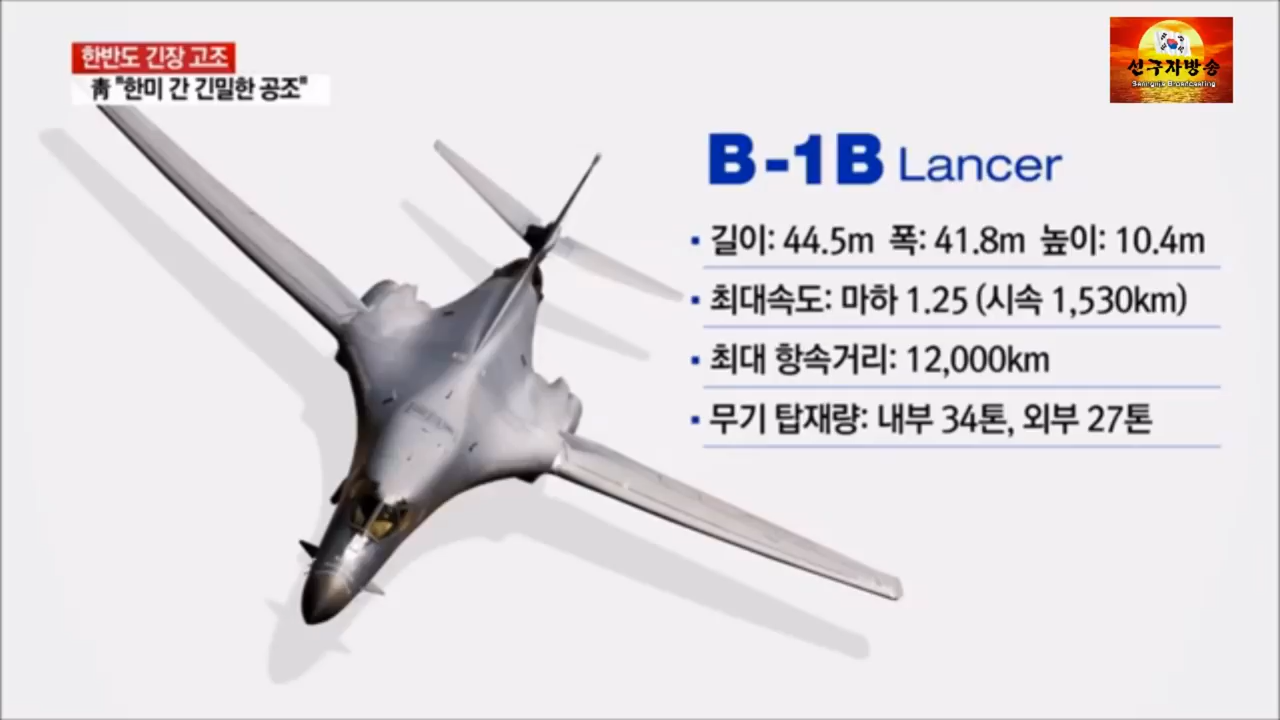 한반도 긴장 고조
靑 "한미 간 긴밀한 공조"
선구자방송
B-1B Lancer
길이: 44.5m 폭: 41.8m 높이: 10.4m
최대속도: 마하 1.25 (시속 1,530km)
최대 항속거리: 12,000km
무기 탑재량: 내부 34톤, 외부 27톤